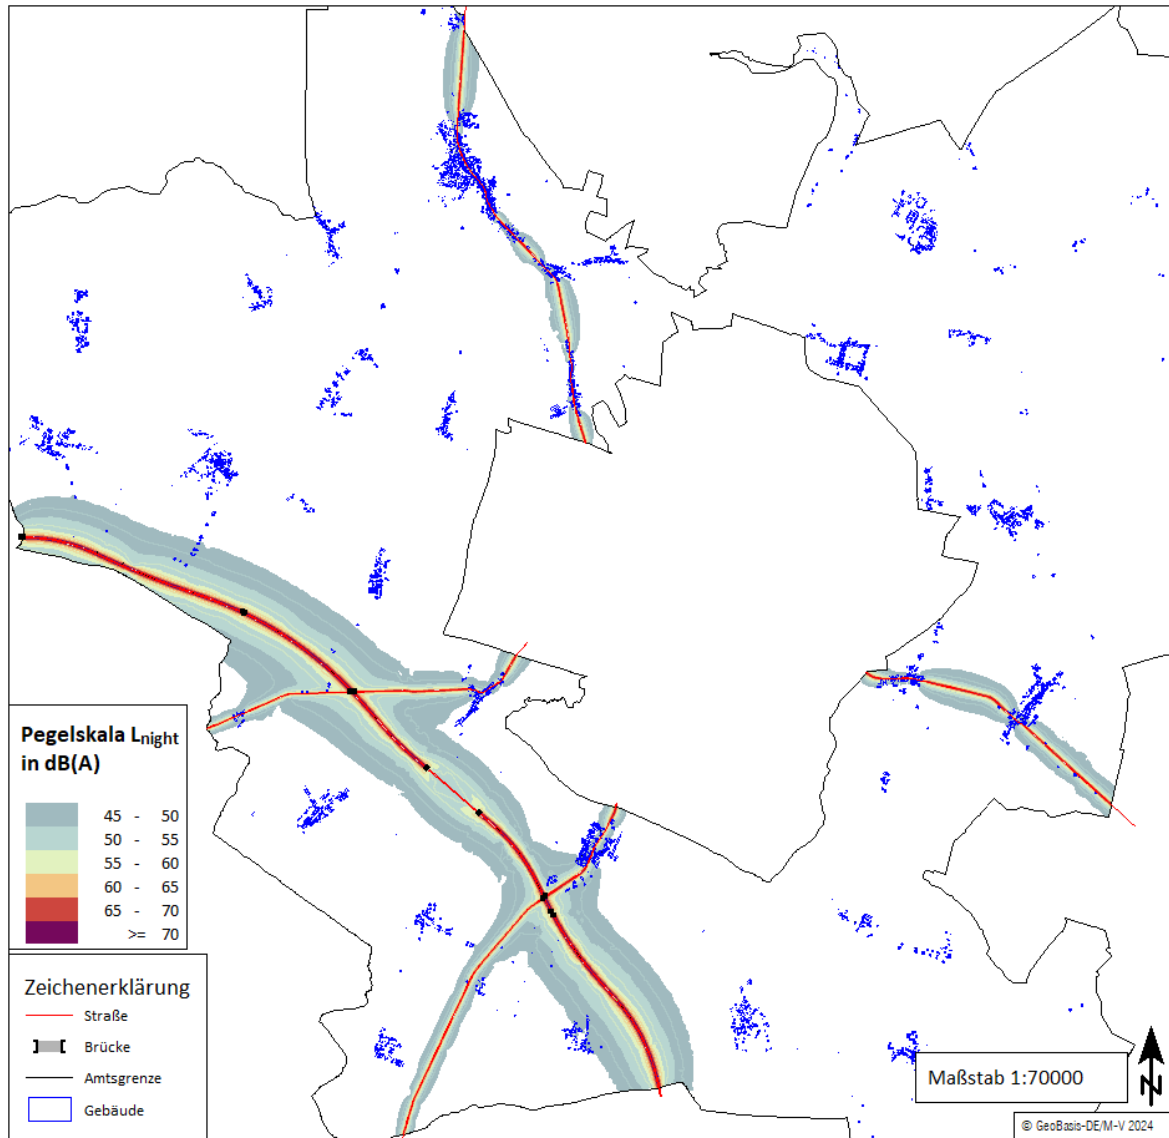 Pegelskala Lnight
in dB(A)
45 - 50
50 - 55
55 - 60
60 - 65
65 - 70
>= 70
Zeichenerklärung
Straße
Brücke
Amtsgrenze
Gebäude
Maßstab 1:70000
N
© GeoBasis-DE/M-V 2024